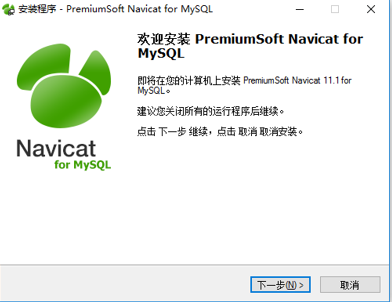 安装程序 - PremiumSoft Navicat for MySQL
欢迎安装 PremiumSoft Navicat for
MySQL
即将在您的计算机上安装 PremiumSoft Navicat 11.1 for
MySQL。
建议您关闭所有的运行程序后继续。
点击 下一步 继续，点击 取消 取消安装。
Navicat
for MySQL
下一步(N) >
取消